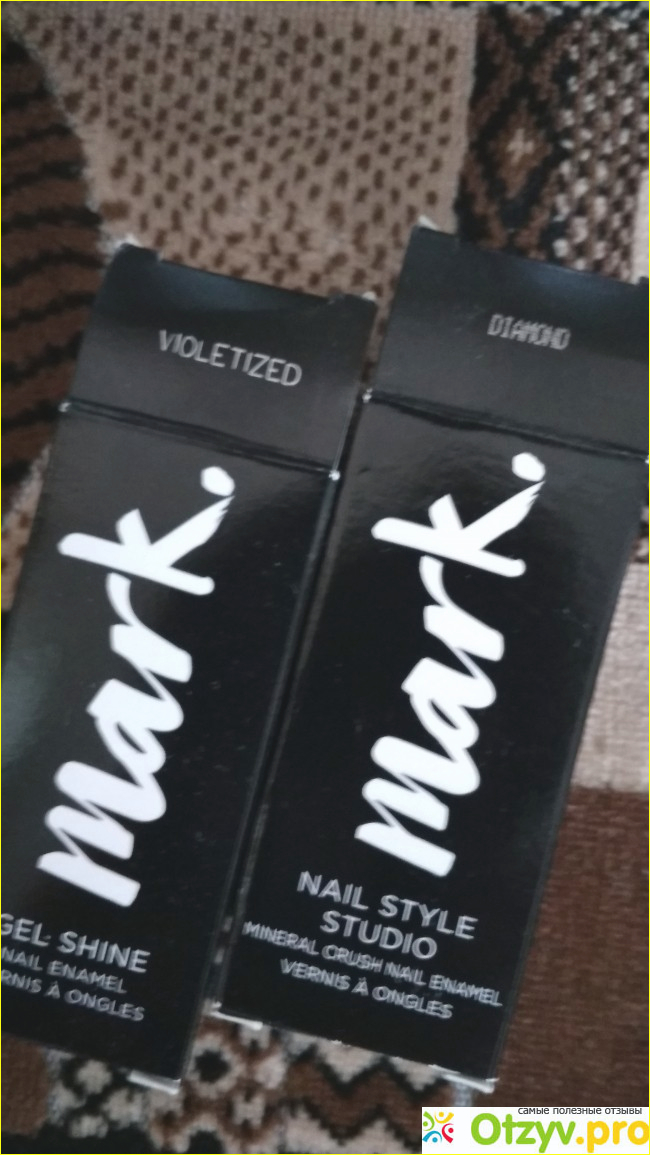 VIOLETIZED
mark.
GEL SHINE
NAIL ENAMEL
VERNIS À ONGLES
DIAMOND
mark.
NAIL STYLE
STUDIO
MINERAL CRUSH NAIL ENAMEL
VERNIS À ONGLES
самые полезные отзывы
Otzyv.pro